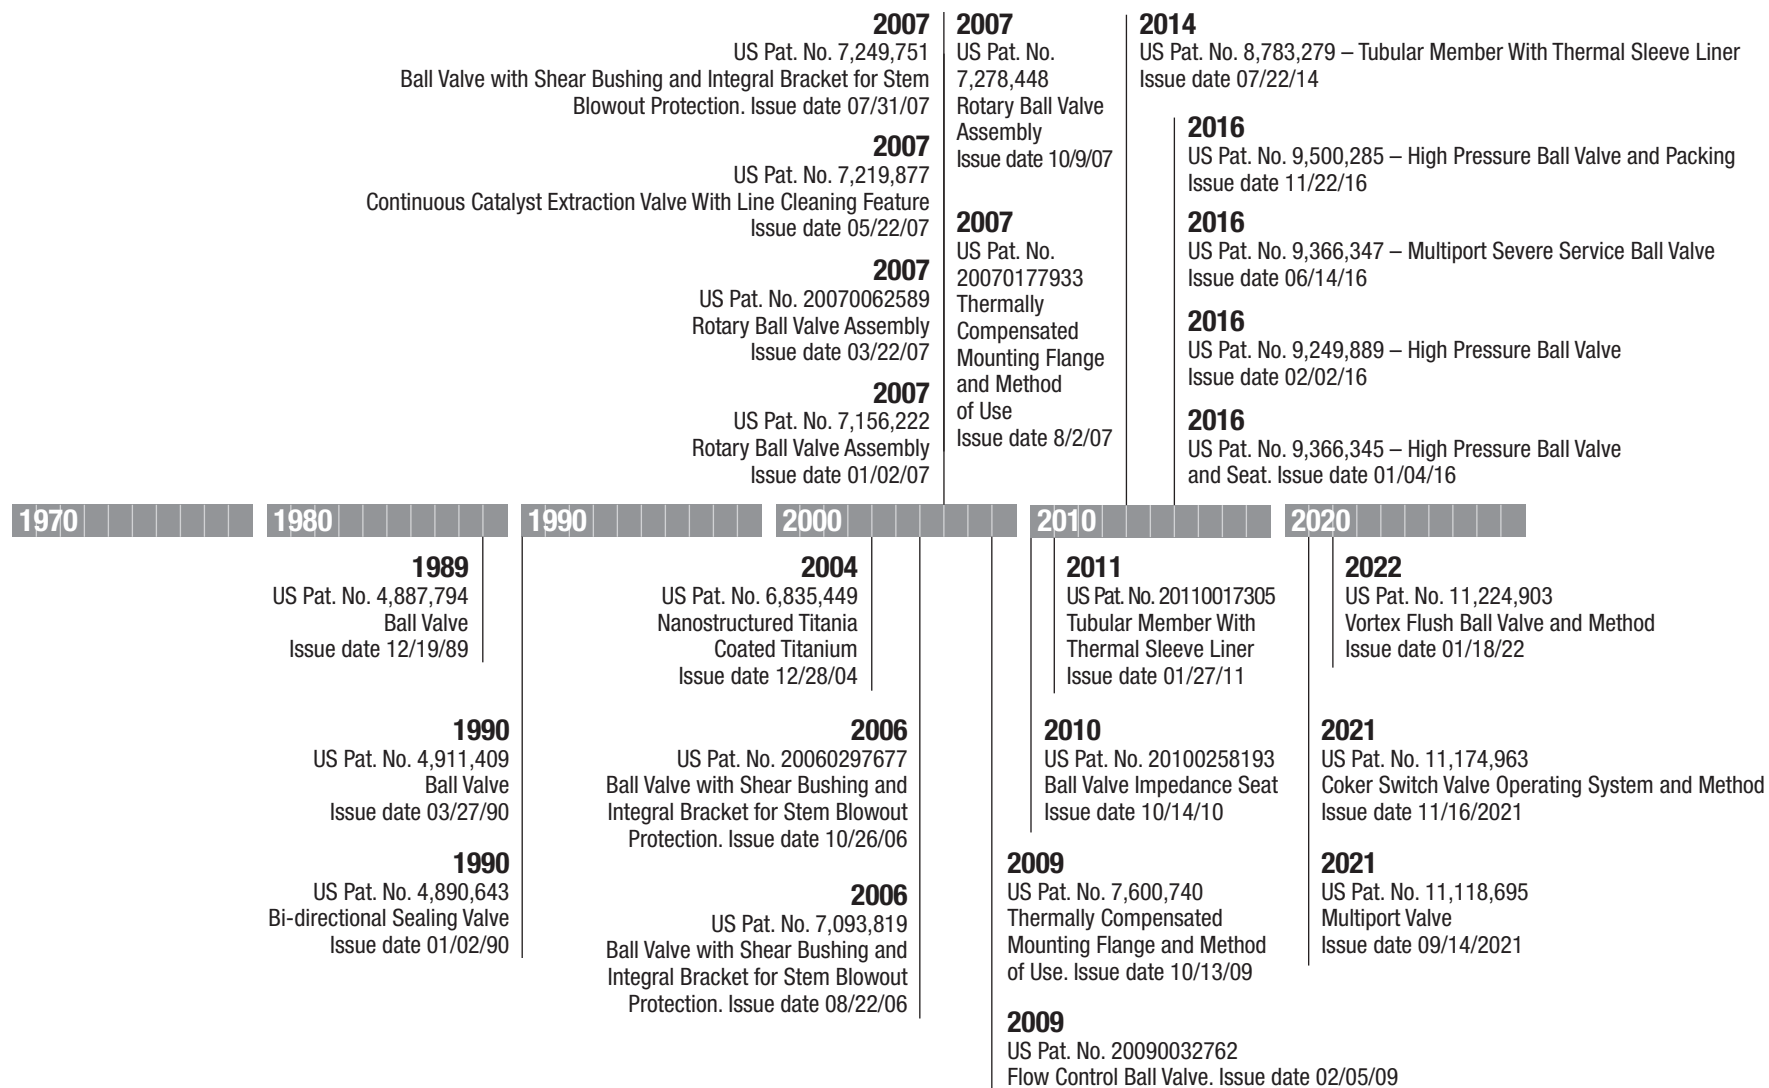 2007
US Pat. No. 7,249,751
Ball Valve with Shear Bushing and Integral Bracket for Stem
Blowout Protection. Issue date 07/31/07
2007
US Pat. No. 7,219,877
Continuous Catalyst Extraction Valve With Line Cleaning Feature
Issue date 05/22/07
2007
US Pat. No. 20070062589
Rotary Ball Valve Assembly
Issue date 03/22/07
2007
US Pat. No. 7,156,222
Rotary Ball Valve Assembly
Issue date 01/02/07
2007
US Pat. No.
7,278,448
Rotary Ball Valve
Assembly
Issue date 10/9/07
2007
US Pat. No.
20070177933
Thermally
Compensated
Mounting Flange
and Method
of Use
Issue date 8/2/07
2014
US Pat. No. 8,783,279 – Tubular Member With Thermal Sleeve Liner
Issue date 07/22/14
2016
US Pat. No. 9,500,285 – High Pressure Ball Valve and Packing
Issue date 11/22/16
2016
US Pat. No. 9,366,347 – Multiport Severe Service Ball Valve
Issue date 06/14/16
2016
US Pat. No. 9,249,889 – High Pressure Ball Valve
Issue date 02/02/16
2016
US Pat. No. 9,366,345 – High Pressure Ball Valve
and Seat. Issue date 01/04/16
1970 1980 1990 2000 2010 2020
1989
US Pat. No. 4,887,794
Ball Valve
Issue date 12/19/89
1990
US Pat. No. 4,911,409
Ball Valve
Issue date 03/27/90
1990
US Pat. No. 4,890,643
Bi-directional Sealing Valve
Issue date 01/02/90
2004
US Pat. No. 6,835,449
Nanostructured Titania
Coated Titanium
Issue date 12/28/04
2006
US Pat. No. 20060297677
Ball Valve with Shear Bushing and
Integral Bracket for Stem Blowout
Protection. Issue date 10/26/06
2006
US Pat. No. 7,093,819
Ball Valve with Shear Bushing and
Integral Bracket for Stem Blowout
Protection. Issue date 08/22/06
2011
US Pat. No. 20110017305
Tubular Member With
Thermal Sleeve Liner
Issue date 01/27/11
2010
US Pat. No. 20100258193
Ball Valve Impedance Seat
Issue date 10/14/10
2009
US Pat. No. 7,600,740
Thermally Compensated
Mounting Flange and Method
of Use. Issue date 10/13/09
2009
US Pat. No. 20090032762
Flow Control Ball Valve. Issue date 02/05/09
2022
US Pat. No. 11,224,903
Vortex Flush Ball Valve and Method
Issue date 01/18/22
2021
US Pat. No. 11,174,963
Coker Switch Valve Operating System and Method
Issue date 11/16/2021
2021
US Pat. No. 11,118,695
Multiport Valve
Issue date 09/14/2021